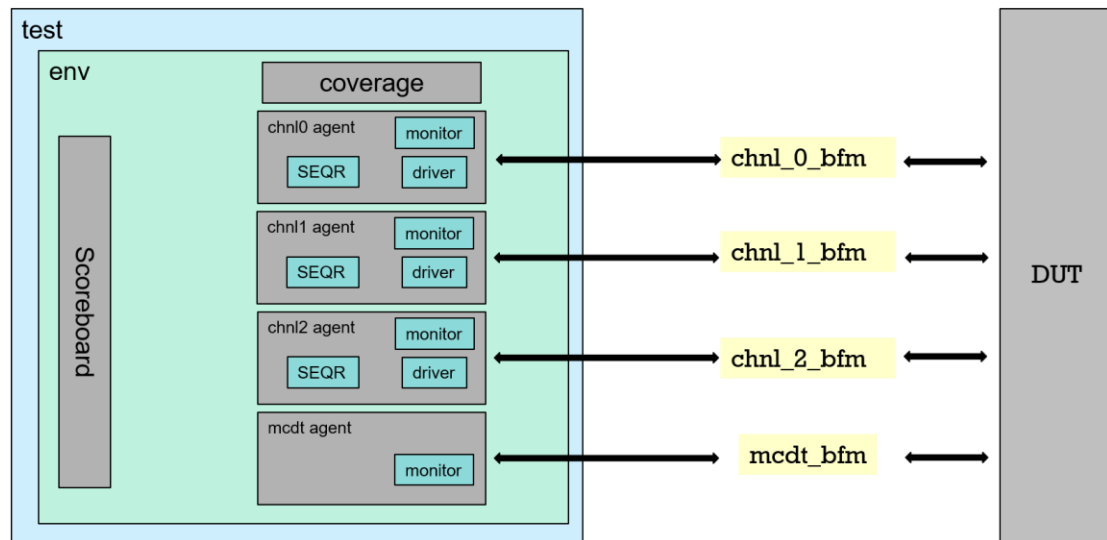 test
env
coverage
chnl0 agent
monitor
SEQR
driver
chnl_0_bfm
chnl1 agent
monitor
SEQR
driver
chnl_1_bfm
chnl2 agent
monitor
SEQR
driver
chnl_2_bfm
mcdt agent
monitor
mcdt_bfm
Scoreboard
DUT